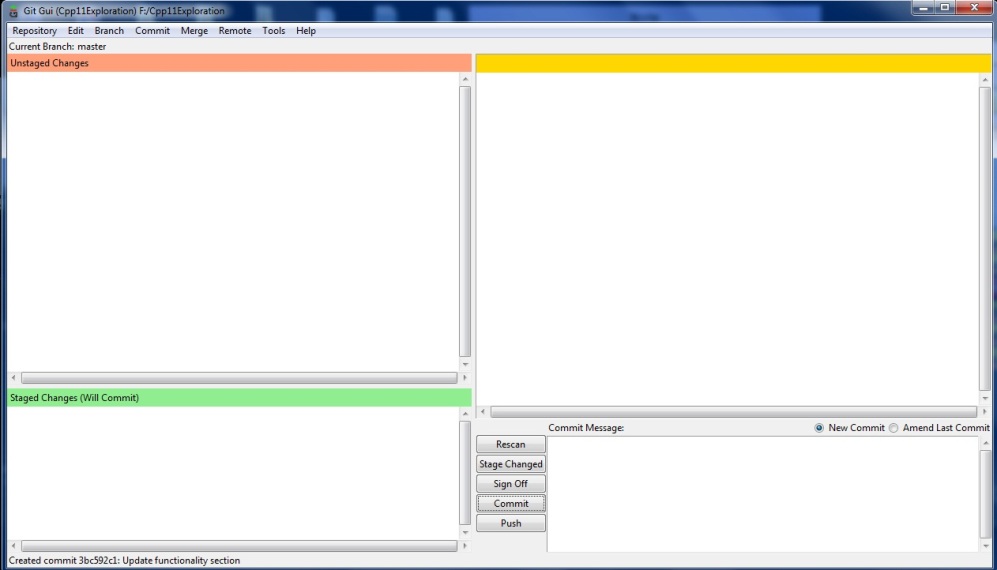 Git Gui (Cpp11Exploration) F:/Cpp11Exploration
Repository Edit Branch Commit Merge Remote Tools Help
Current Branch: master
Unstaged Changes
Staged Changes (Will Commit)
Commit Message: New Commit Amend Last Commit
Rescan
Stage Changed
Sign Off
Commit
Push
Created commit 3bc592c1: Update functionality section